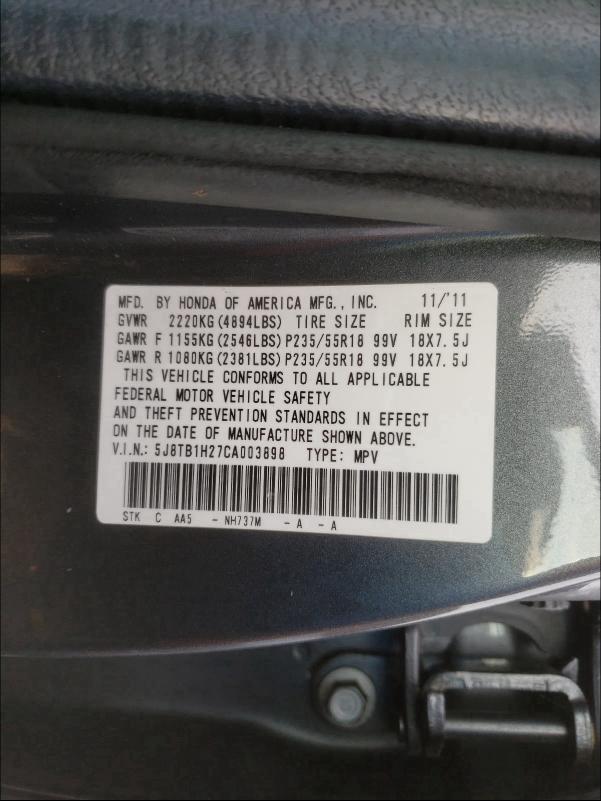 MFD. BY HONDA OF AMERICA MFG., INC. 11/'11
GVWR 2220KG(4894LBS) TIRE SIZE RIM SIZE
GAWR F 1155KG(2546LBS)P235/55R18 99V 18X7.5J
GAWR R 1080KG(2381LBS)P235/55R18 99V 18X7.5J
THIS VEHICLE CONFORMS TO ALL APPLICABLE
FEDERAL MOTOR VEHICLE SAFETY
AND THEFT PREVENTION STANDARDS IN EFFECT
ON THE DATE OF MANUFACTURE SHOWN ABOVE.
V.I.N.: 5J8TB1H27CA003898 TYPE: MPV
STK C AA5 - NH737M - A - A